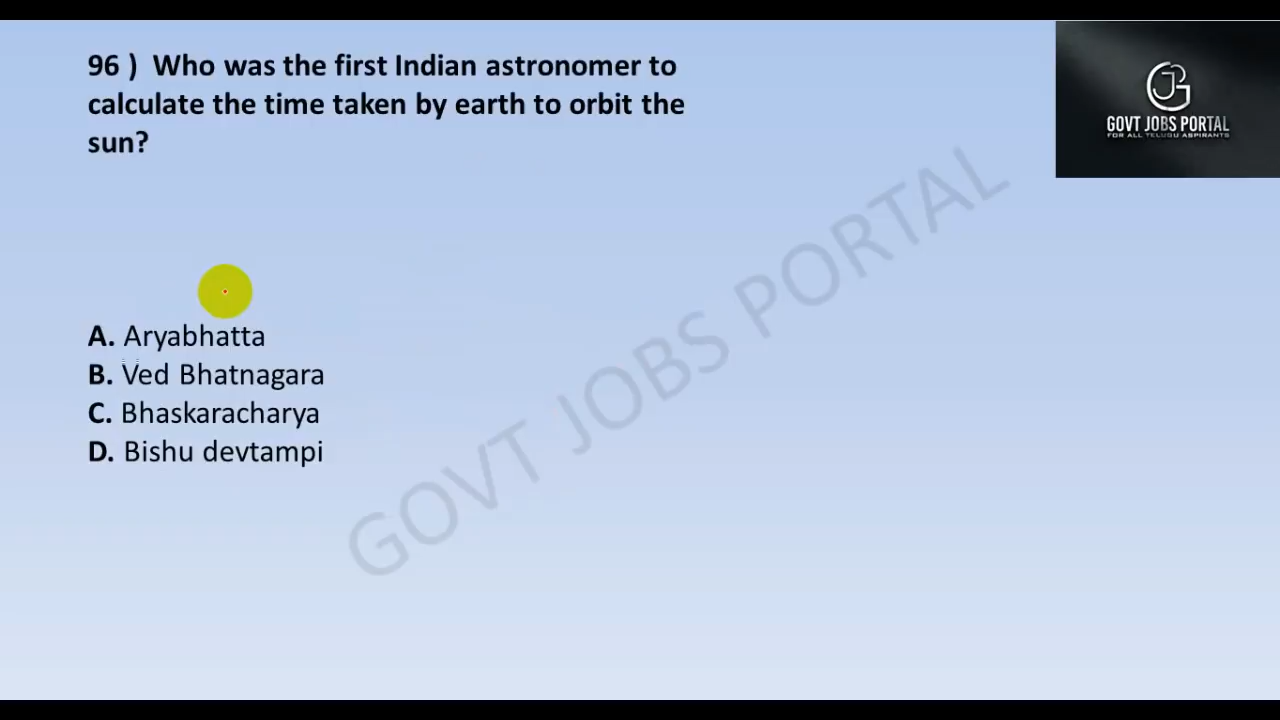 96 ) Who was the first Indian astronomer to
calculate the time taken by earth to orbit the
sun?
GOVT JOBS PORTAL
FOR ALL TELUGU ASPIRANTS
A. Aryabhatta
B. Ved Bhatnagara
C. Bhaskaracharya
D. Bishu devtampi
GOVT JOBS PORTAL